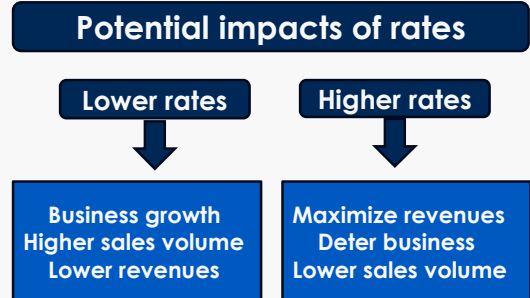 Potential impacts of rates
Lower rates
Higher rates
Business growth
Higher sales volume
Lower revenues
Maximize revenues
Deter business
Lower sales volume